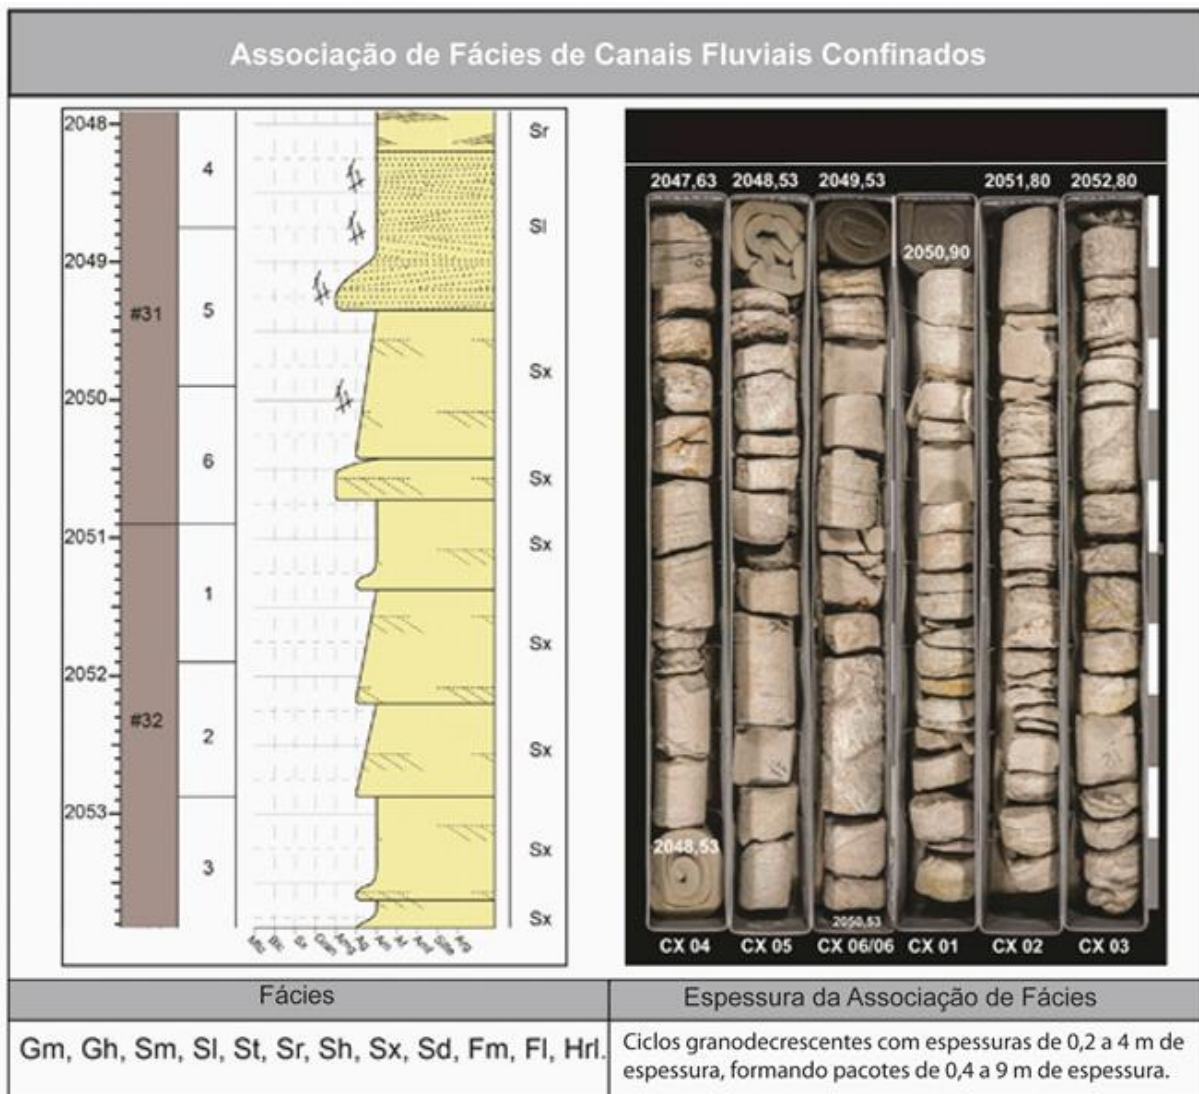 Associação de Fácies de Canais Fluviais Confinados
2048
2049
2050
2051
2052
2053
#31
#32
4
5
6
1
2
3
Sr
Sl
Sx
Sx
Sx
Sx
Sx
Sx
Sx
2047,63 2048,53 2049,53 2051,80 2052,80
2050,90
2048,53
2050,53
CX 04 CX 05 CX 06/06 CX 01 CX 02 CX 03
Fácies
Espessura da Associação de Fácies
Gm, Gh, Sm, Sl, St, Sr, Sh, Sx, Sd, Fm, Fl, Hrl.
Ciclos granodecrescentes com espessuras de 0,2 a 4 m de
espessura, formando pacotes de 0,4 a 9 m de espessura.